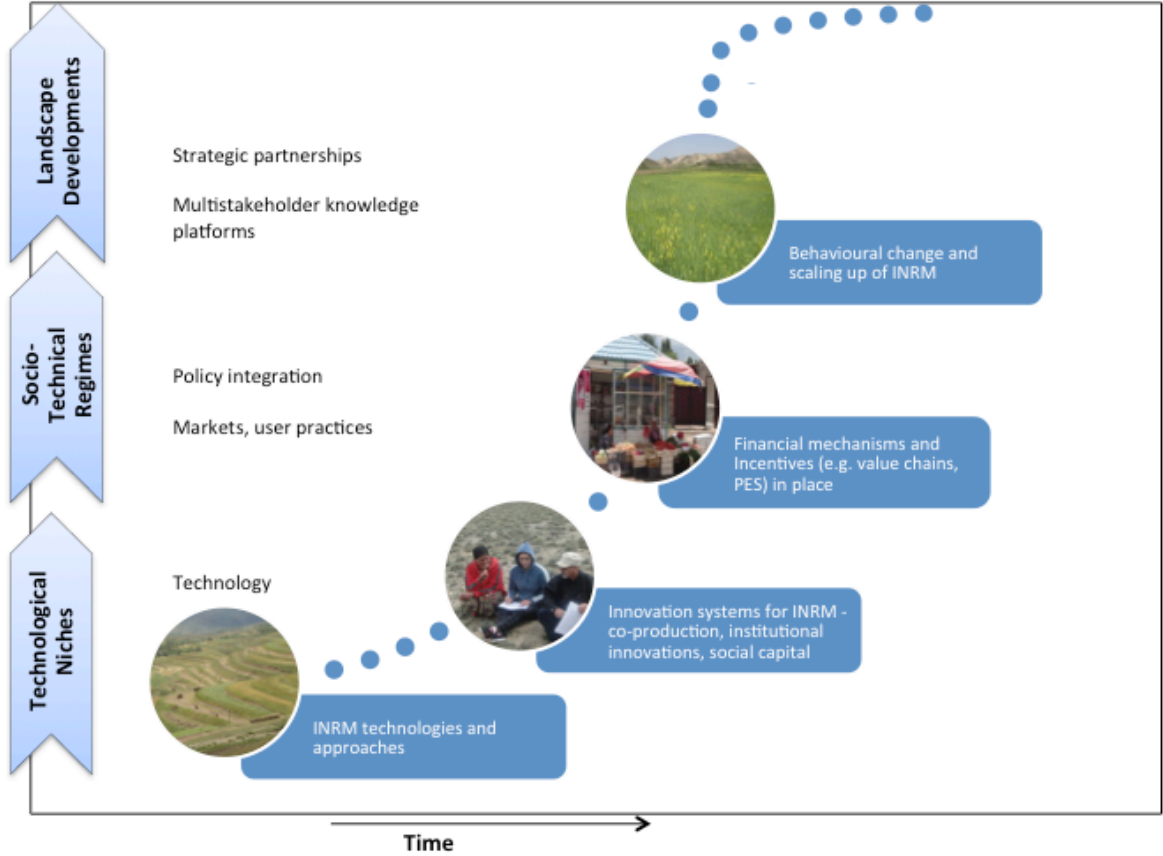 Landscape
Developments
Strategic partnerships
Multistakeholder knowledge
platforms
Behavioural change and
scaling up of INRM
Socio-
Technical
Regimes
Policy integration
Markets, user practices
Financial mechanisms and
Incentives (e.g. value chains,
PES) in place
Technological
Niches
Technology
Innovation systems for INRM -
co-production, institutional
innovations, social capital
INRM technologies and
approaches
Time